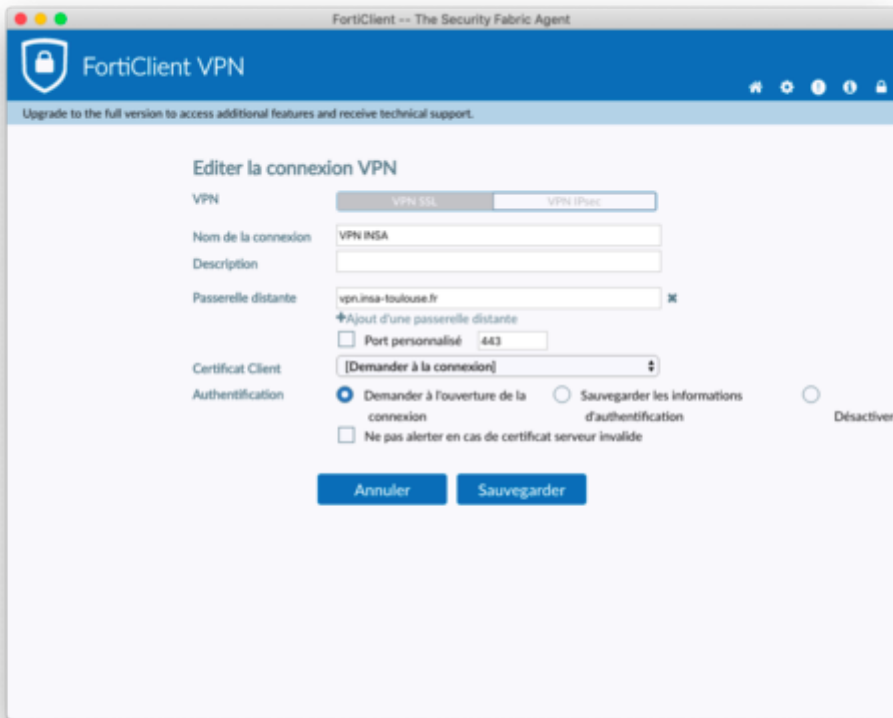 FortiClient -- The Security Fabric Agent
FortiClient VPN
Upgrade to the full version to access additional features and receive technical support.
Editer la connexion VPN
VPN
VPN SSL
VPN IPsec
Nom de la connexion
VPN INSA
Description
Passerelle distante
vpn.insa-toulouse.fr
+Ajout d'une passerelle distante
Port personnalisé
443
Certificat Client
[Demander à la connexion]
Authentification
Demander à l'ouverture de la
connexion
Sauvegarder les informations
d'authentification
Désactiver
Ne pas alerter en cas de certificat serveur invalide
Annuler
Sauvegarder